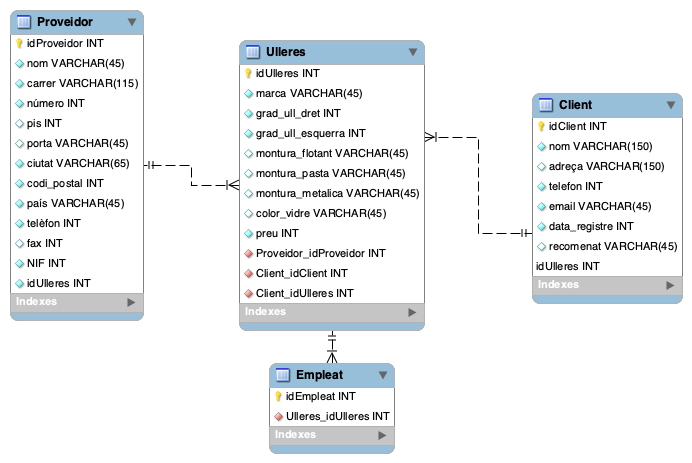 Proveidor
idProveidor INT
nom VARCHAR(45)
carrer VARCHAR(115)
número INT
pis INT
porta VARCHAR(45)
ciutat VARCHAR(65)
codi_postal INT
país VARCHAR(45)
telèfon INT
fax INT
NIF INT
idUlleres INT
Indexes
Ulleres
idUlleres INT
marca VARCHAR(45)
grad_ull_dret INT
grad_ull_esquerra INT
montura_flotant VARCHAR(45)
montura_pasta VARCHAR(45)
montura_metalica VARCHAR(45)
color_vidre VARCHAR(45)
preu INT
Proveidor_idProveidor INT
Client_idClient INT
Client_idUlleres INT
Indexes
Client
idClient INT
nom VARCHAR(150)
adreça VARCHAR(150)
telefon INT
email VARCHAR(45)
data_registre INT
recomenat VARCHAR(45)
idUlleres INT
Indexes
Empleat
idEmpleat INT
Ulleres_idUlleres INT
Indexes